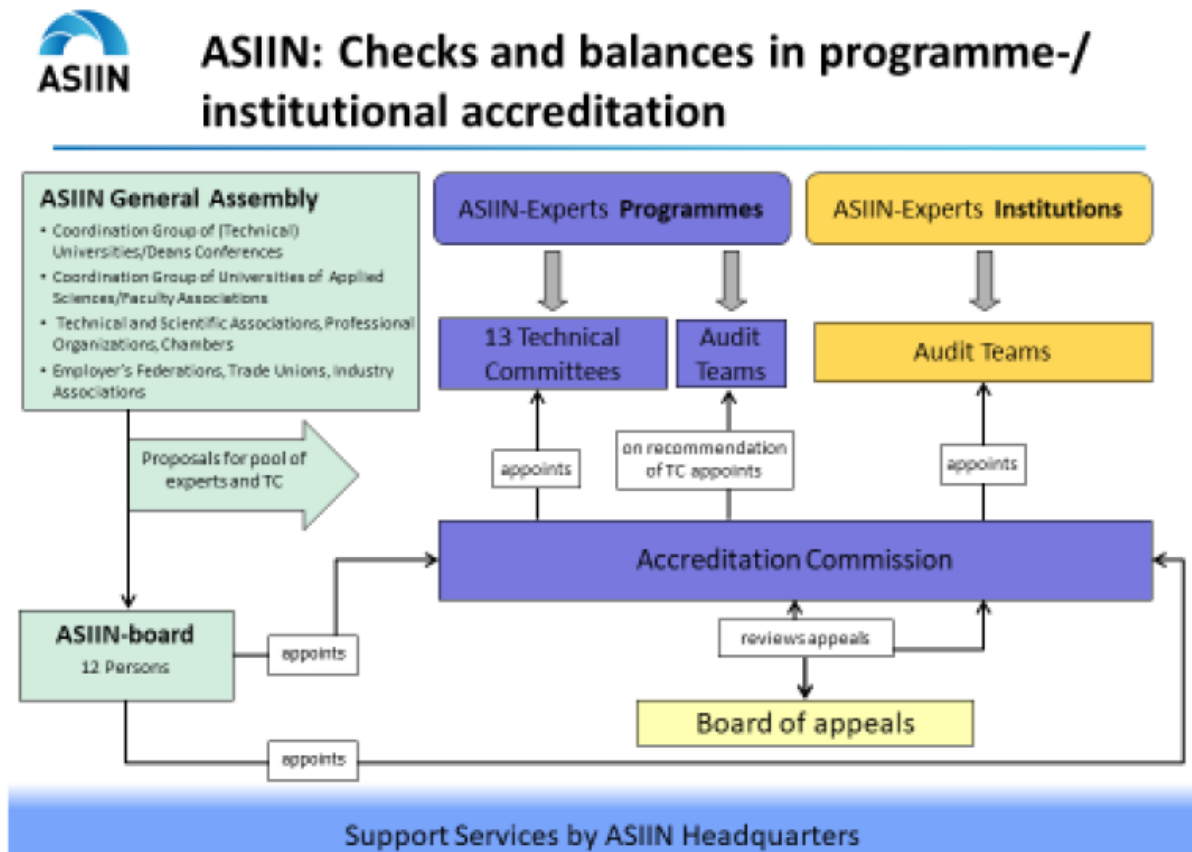 ASIIN
ASIIN: Checks and balances in programme-/
institutional accreditation
ASIIN General Assembly
• Coordination Group of (Technical)
Universities/Deans Conferences
• Coordination Group of Universities of Applied
Sciences/Faculty Associations
• Technical and Scientific Associations, Professional
Organizations, Chambers
• Employer's Federations, Trade Unions, Industry
Associations
ASIIN-Experts Programmes
ASIIN-Experts Institutions
13 Technical
Committees
Audit
Teams
Audit Teams
Proposals for pool of
experts and TC
appoints
on recommendation
of TC appoints
appoints
Accreditation Commission
ASIIN-board
12 Persons
appoints
reviews appeals
Board of appeals
appoints
Support Services by ASIIN Headquarters